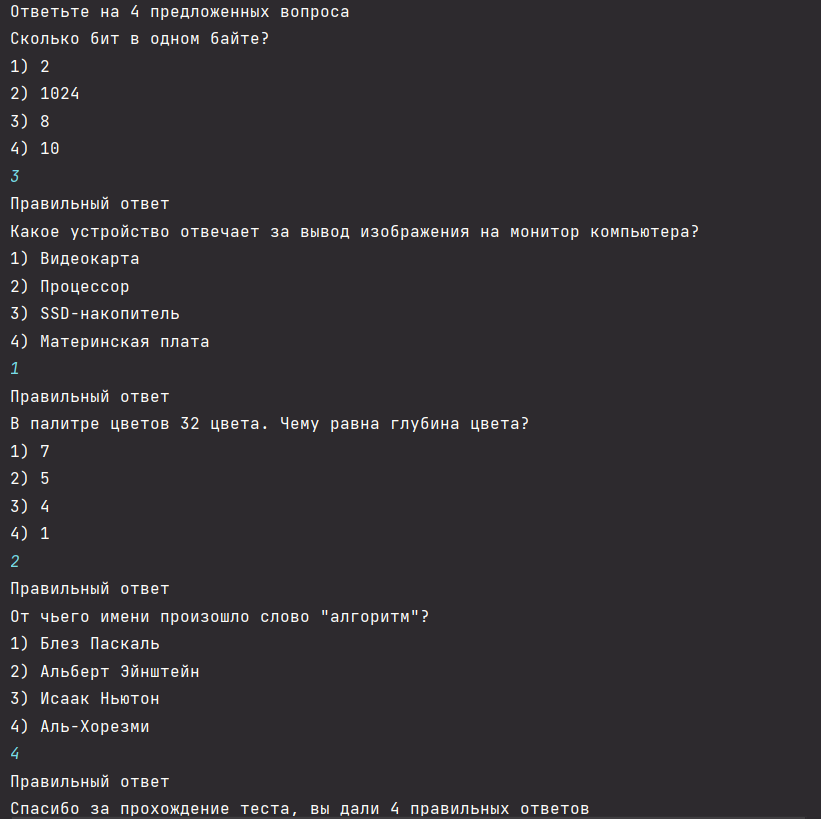 Ответьте на 4 предложенных вопроса
Сколько бит в одном байте?
1) 2
2) 1024
3) 8
4) 10
3
Правильный ответ
Какое устройство отвечает за вывод изображения на монитор компьютера?
1) Видеокарта
2) Процессор
3) SSD-накопитель
4) Материнская плата
1
Правильный ответ
В палитре цветов 32 цвета. Чему равна глубина цвета?
1) 7
2) 5
3) 4
4) 1
2
Правильный ответ
От чьего имени произошло слово "алгоритм"?
1) Блез Паскаль
2) Альберт Эйнштейн
3) Исаак Ньютон
4) Аль-Хорезми
4
Правильный ответ
Спасибо за прохождение теста, вы дали 4 правильных ответов